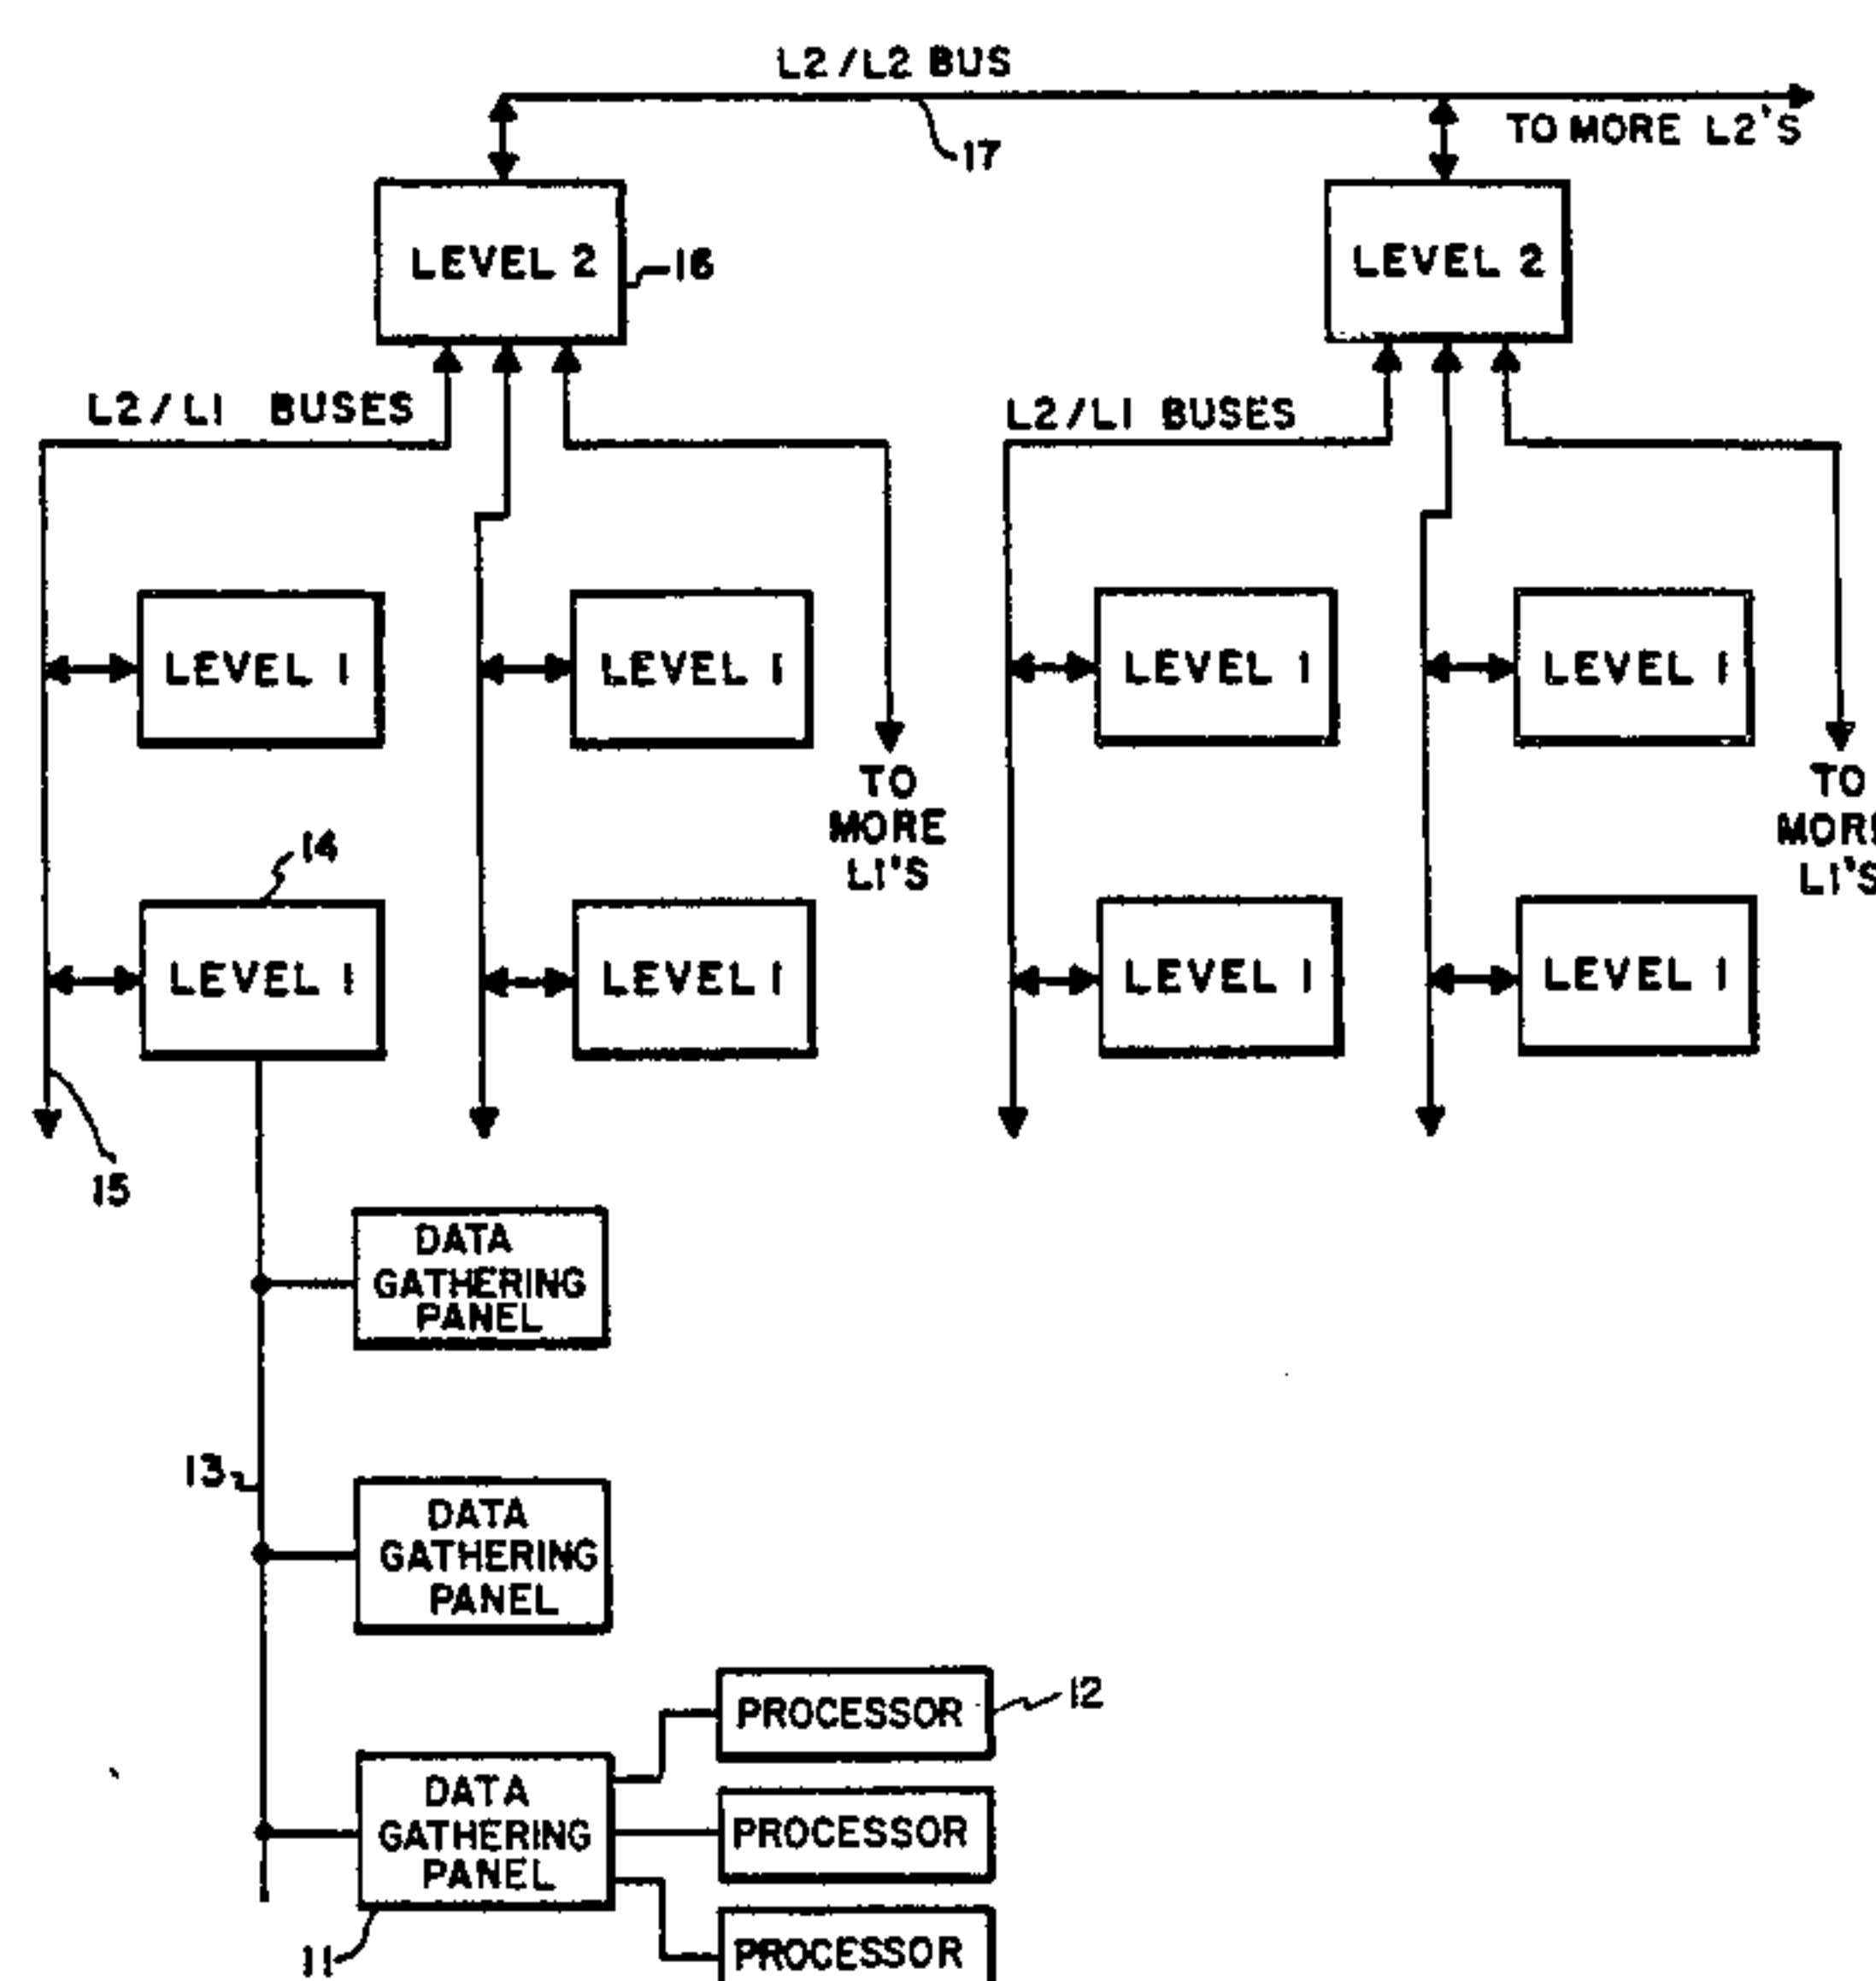 L2/L2 BUS
TO MORE L2'S
17
LEVEL 2
16
LEVEL 2
L2/L1 BUSES
L2/L1 BUSES
LEVEL 1
LEVEL 1
LEVEL 1
LEVEL 1
TO
MORE
L1'S
TO
MORE
L1'S
14
LEVEL 1
LEVEL 1
LEVEL 1
LEVEL 1
15
DATA
GATHERING
PANEL
13
DATA
GATHERING
PANEL
PROCESSOR
12
DATA
GATHERING
PANEL
PROCESSOR
11
PROCESSOR